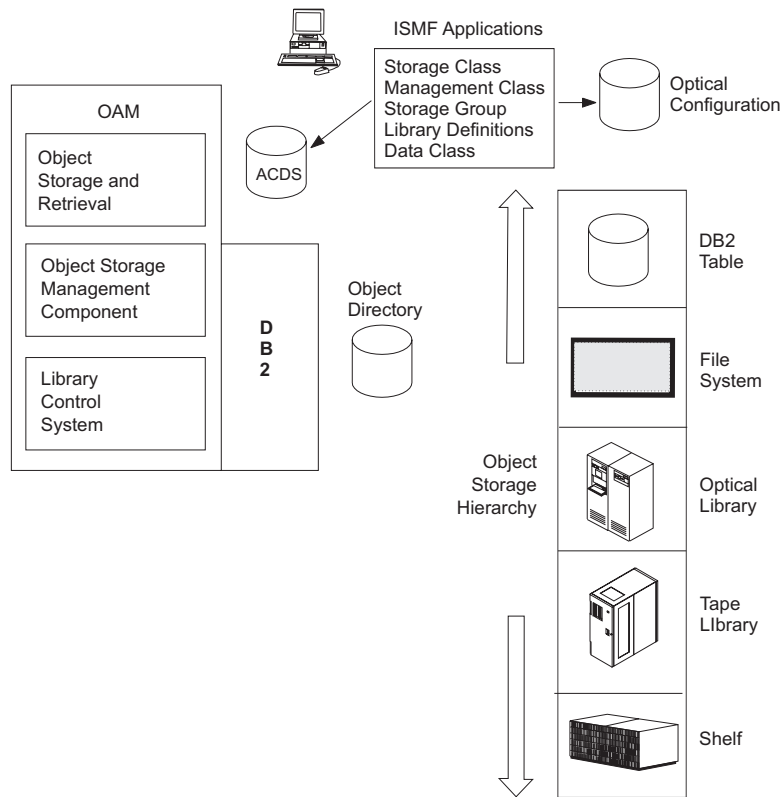 ISMF Applications
Storage Class
Management Class
Storage Group
Library Definitions
Data Class
Optical
Configuration
OAM
Object
Storage and
Retrieval
ACDS
Object Storage
Management
Component
Library
Control
System
D
B
2
Object
Directory
DB2
Table
File
System
Object
Storage
Hierarchy
Optical
Library
Tape
LIbrary
Shelf